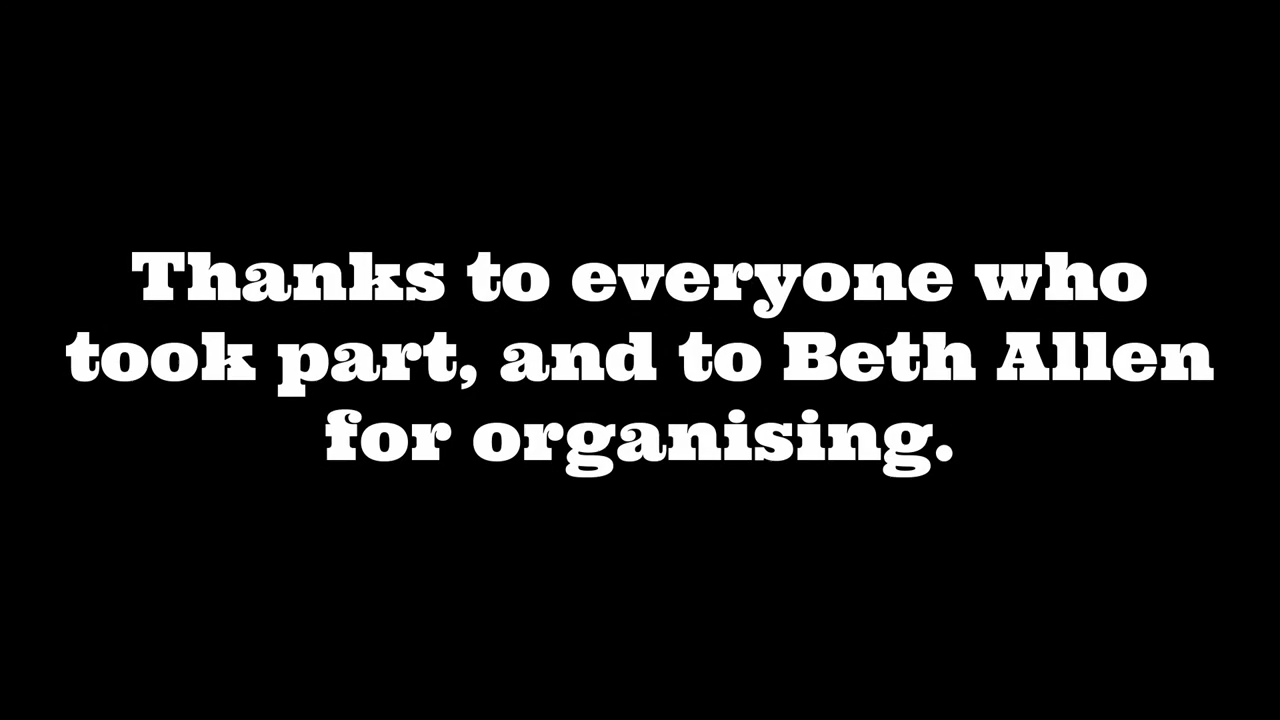 Thanks to everyone who
took part, and to Beth Allen
for organising.